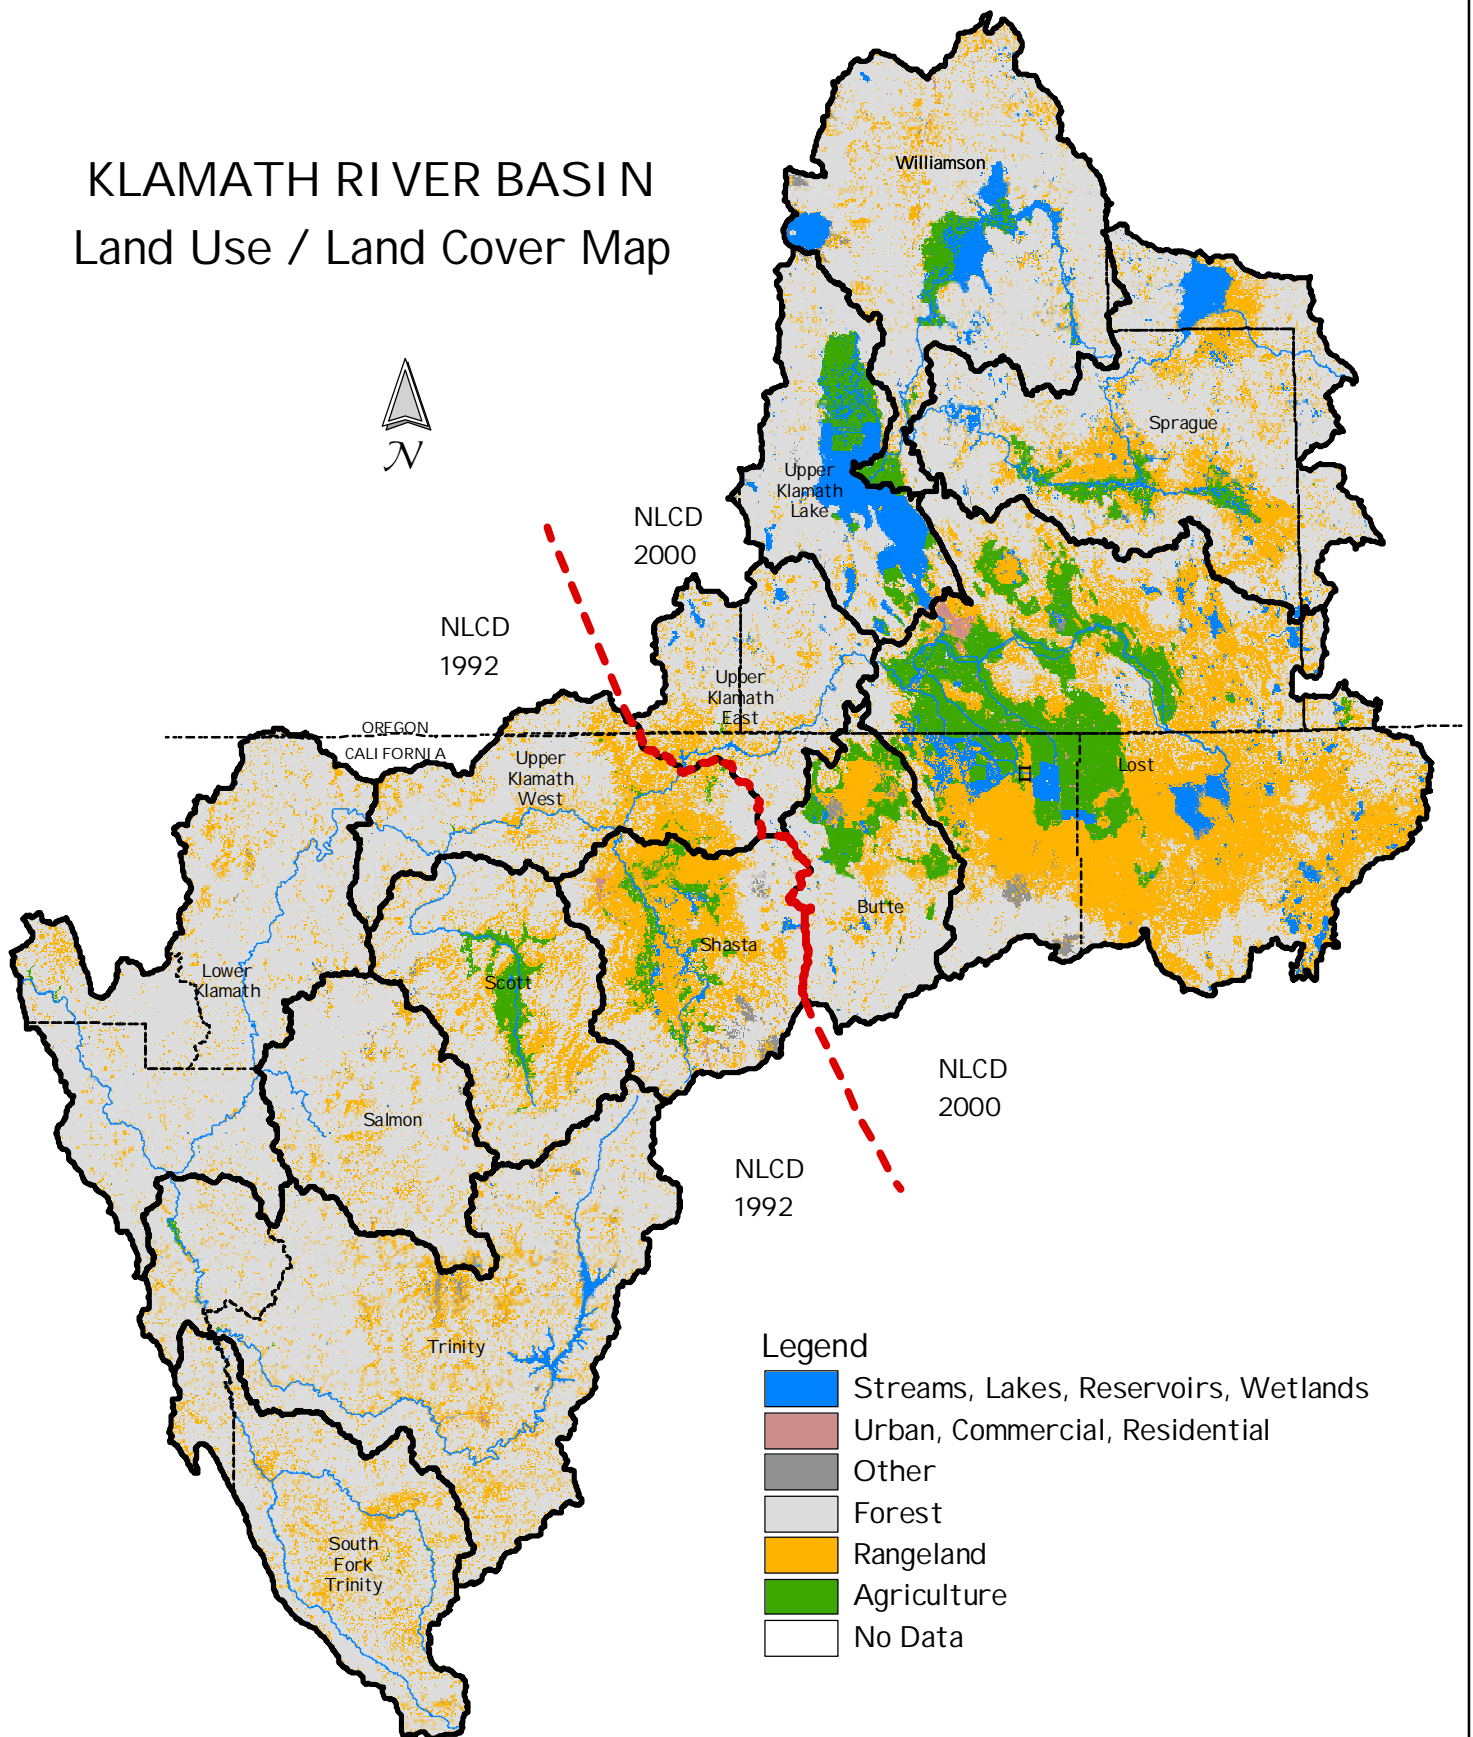 KLAMATH RIVER BASIN
Land Use / Land Cover Map
N
Williamson
Sprague
Upper
Klamath
Lake
NLCD
2000
NLCD
1992
Upper
Klamath
East
OREGON
CALIFORNIA
Upper
Klamath
West
Lost
Butte
Shasta
Scott
Lower
Klamath
Salmon
NLCD
2000
NLCD
1992
Trinity
South
Fork
Trinity
Legend
Streams, Lakes, Reservoirs, Wetlands
Urban, Commercial, Residential
Other
Forest
Rangeland
Agriculture
No Data